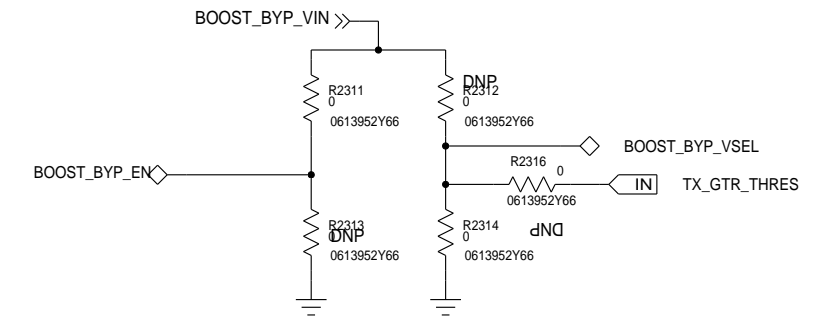 BOOST_BYP_VIN
DNP
R2311
0
0613952Y66
R2312
0
0613952Y66
BOOST_BYP_VSEL
R2316
0
0613952Y66
DNP
BOOST_BYP_EN
IN
TX_GTR_THRES
R2313
0
DNP
0613952Y66
R2314
0
0613952Y66